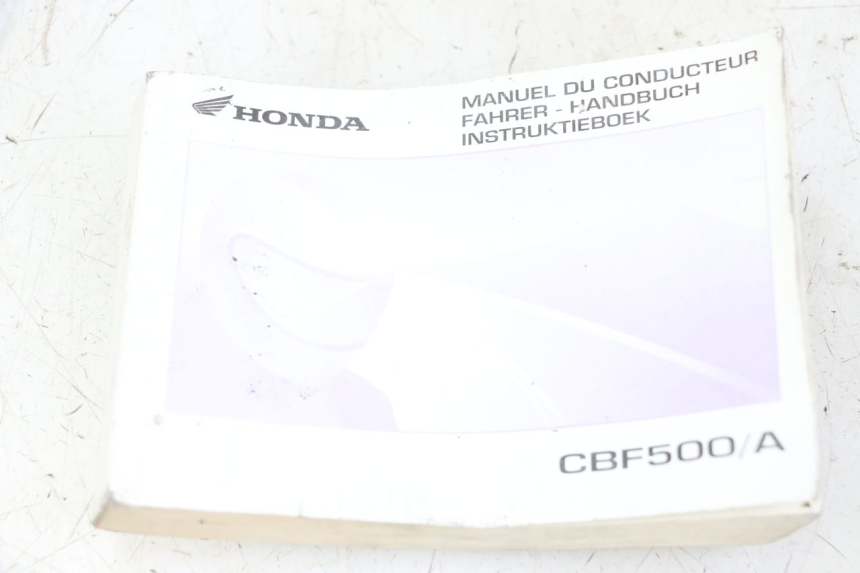 HONDA
MANUEL DU CONDUCTEUR
FAHRER - HANDBUCH
INSTRUKTIEBOEK
CBF500/A